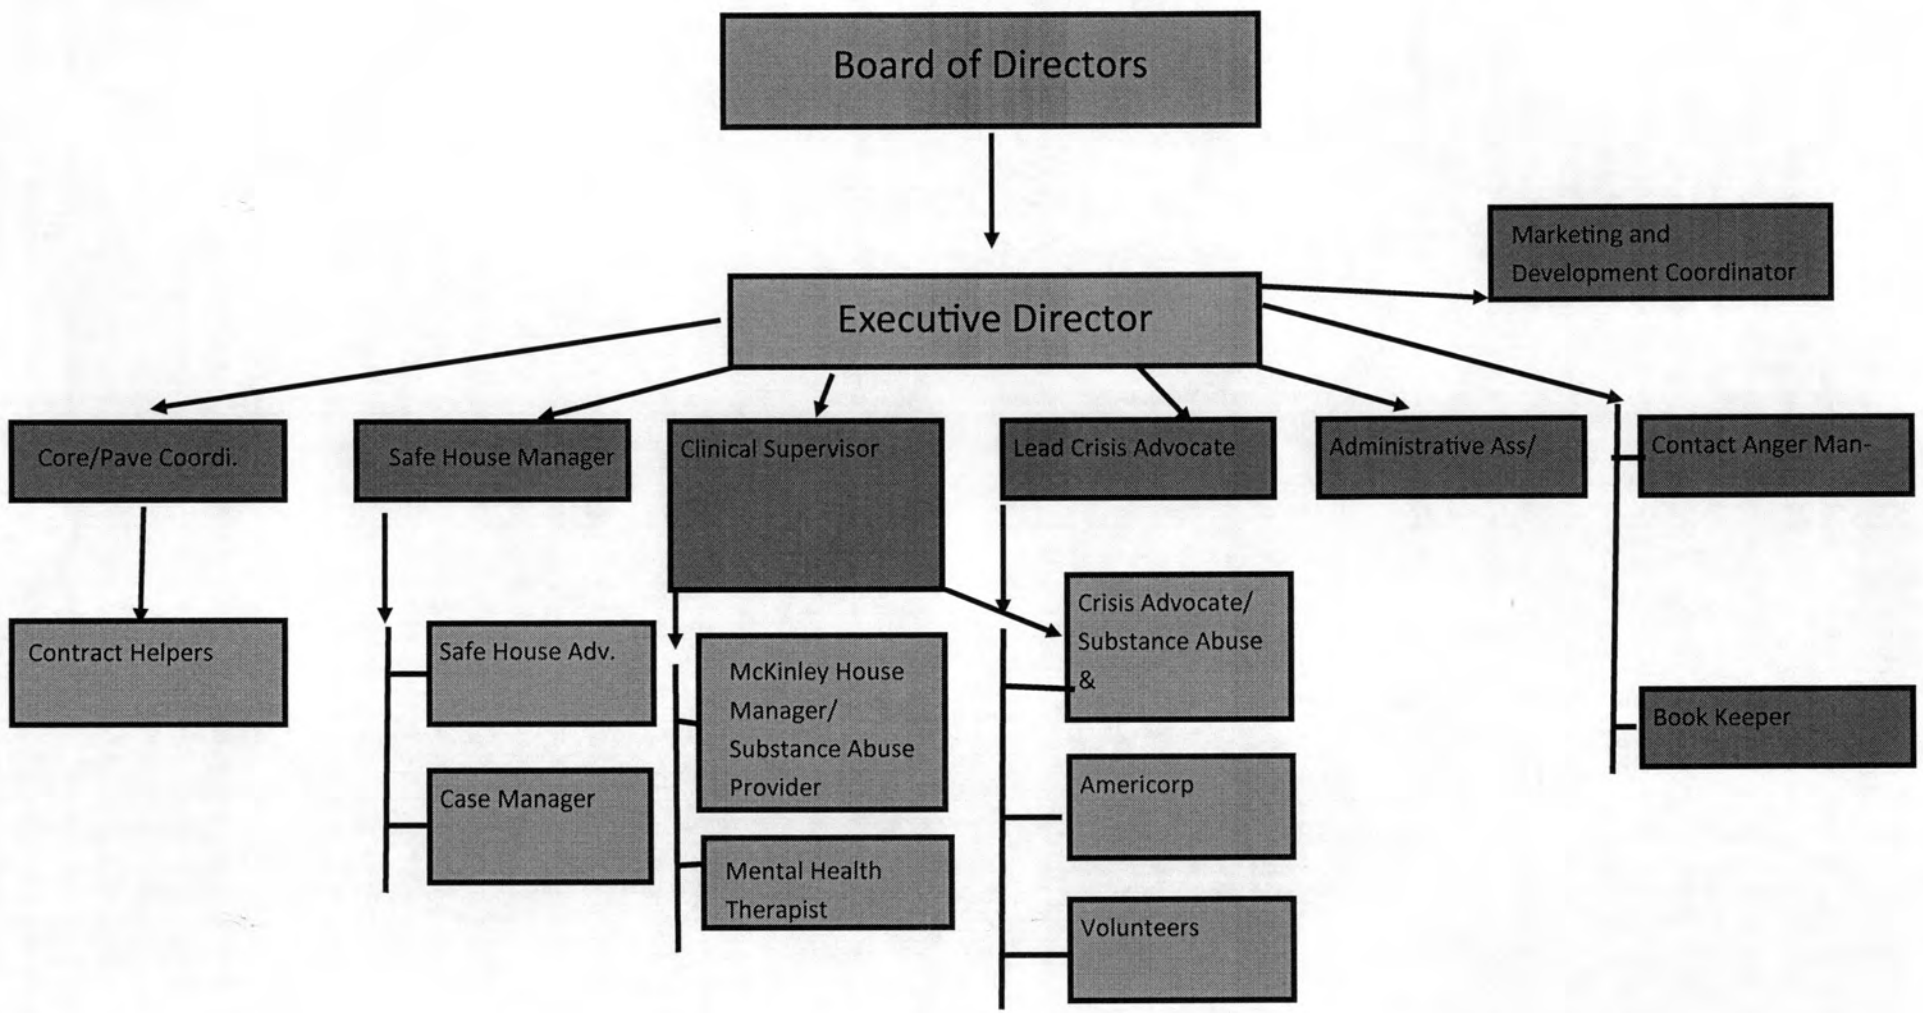 Board of Directors
Marketing and
Development Coordinator
Executive Director
Core/Pave Coordi.
Safe House Manager
Clinical Supervisor
Lead Crisis Advocate
Administrative Ass/
Contact Anger Man-
Contract Helpers
Safe House Adv.
Case Manager
McKinley House
Manager/
Substance Abuse
Provider
Mental Health
Therapist
Crisis Advocate/
Substance Abuse
&
Americorp
Volunteers
Book Keeper